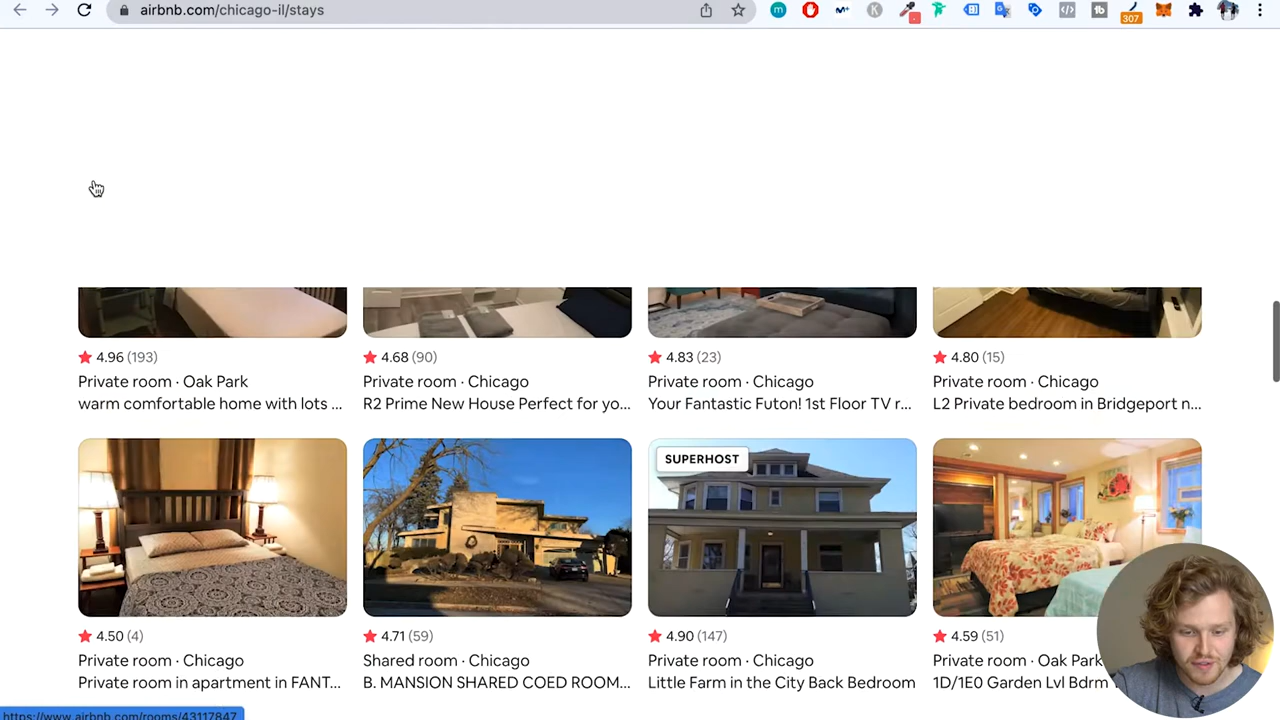 airbnb.com/chicago-il/stays
307
4.96 (193)
Private room · Oak Park
warm comfortable home with lots ...
4.68 (90)
Private room · Chicago
R2 Prime New House Perfect for yo...
4.83 (23)
Private room · Chicago
Your Fantastic Futon! 1st Floor TV r...
4.80 (15)
Private room · Chicago
L2 Private bedroom in Bridgeport n...
4.50 (4)
Private room · Chicago
Private room in apartment in FANT...
4.71 (59)
Shared room · Chicago
B. MANSION SHARED COED ROOM...
SUPERHOST
4.90 (147)
Private room · Chicago
Little Farm in the City Back Bedroom
4.59 (51)
Private room · Oak Park
1D/1E0 Garden Lvl Bdrm
https://www.airbnb.com/rooms/43117847